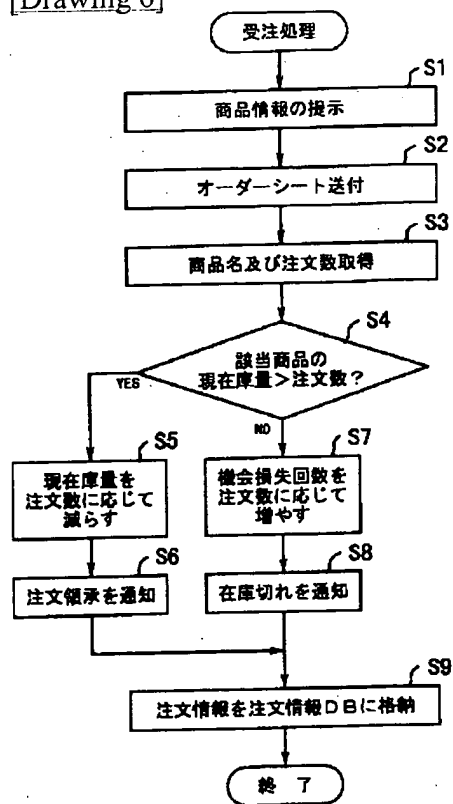 [Drawing 6]
受注処理
S1
商品情報の提示
S2
オーダーシート送付
S3
商品名及び注文数取得
S4
該当商品の
現在庫量＞注文数？
YES
NO
S5
現在庫量を
注文数に応じて
減らす
S7
機会損失回数を
注文数に応じて
増やす
S6
注文領承を通知
S8
在庫切れを通知
S9
注文情報を注文情報ＤＢに格納
終 了